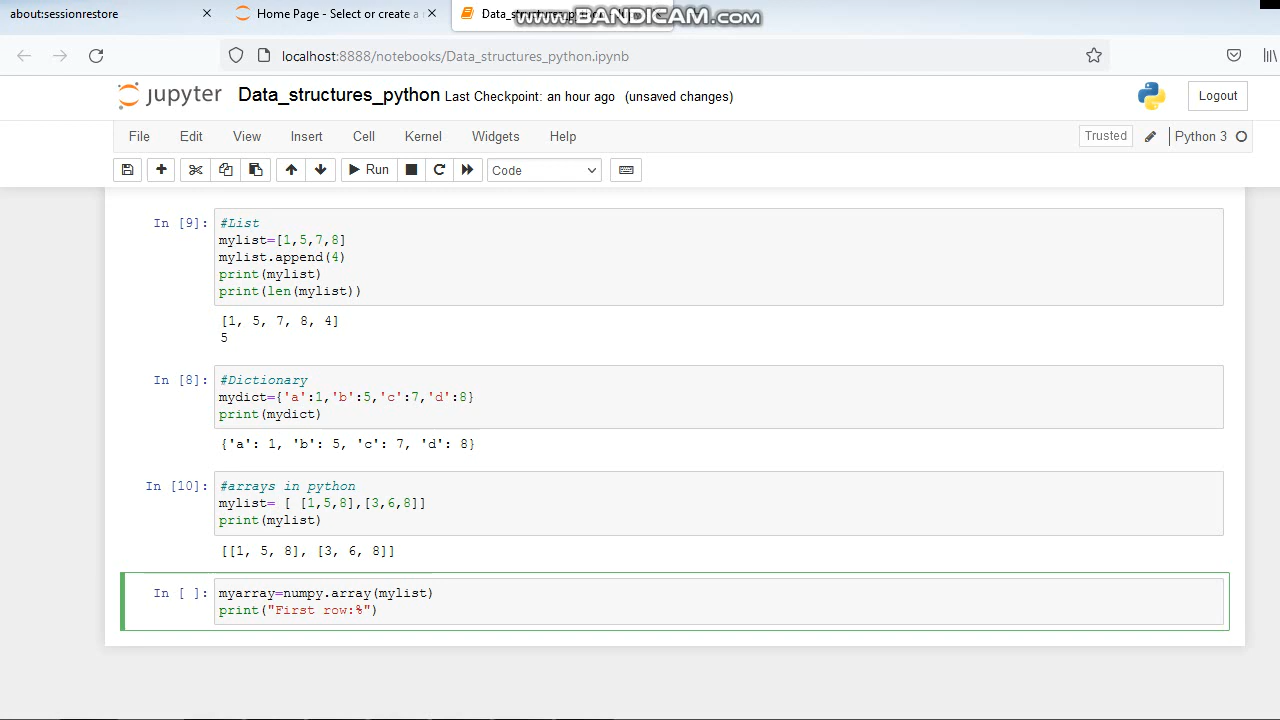 about:sessionrestore
Home Page - Select or create a
www.BANDICAM.com
localhost:8888/notebooks/Data_structures_python.ipynb
jupyter Data_structures_python Last Checkpoint: an hour ago (unsaved changes)
Logout
File Edit View Insert Cell Kernel Widgets Help
Trusted
Python 3
Run
Code
In [9]: #List
mylist=[1,5,7,8]
mylist.append(4)
print(mylist)
print(len(mylist))
[1, 5, 7, 8, 4]
5
In [8]: #Dictionary
mydict={'a':1,'b':5,'c':7,'d':8}
print(mydict)
{'a': 1, 'b': 5, 'c': 7, 'd': 8}
In [10]: #arrays in python
mylist= [ [1,5,8],[3,6,8]]
print(mylist)
[[1, 5, 8], [3, 6, 8]]
In [ ]: myarray=numpy.array(mylist)
print("First row:%")